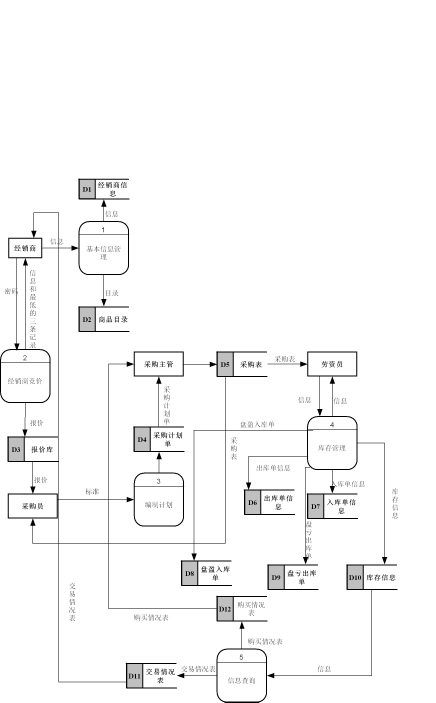 D1
经销商信
息
信息
1
基本信息管
理
经销商
信息
目录
D2
商品目录
密码
信息和最低的三条记录
2
经销商竞价
报价
D3
报价库
报价
采购员
标准
采购主管
采购计划单
D4
采购计划
单
3
编制计划
D5
采购表
采购表
采购表
劳资员
信息
信息
4
库存管理
盘盈入库单
出库单信息
D6
出库单信
息
入库单信息
D7
入库单信
息
库存信息
盘亏出库单
D8
盘盈入库
单
D9
盘亏出库
单
D10
库存信息
D12
购买情况
表
购买情况表
购买情况表
交易情况表
D11
交易情况
表
交易情况表
5
信息查询
信息